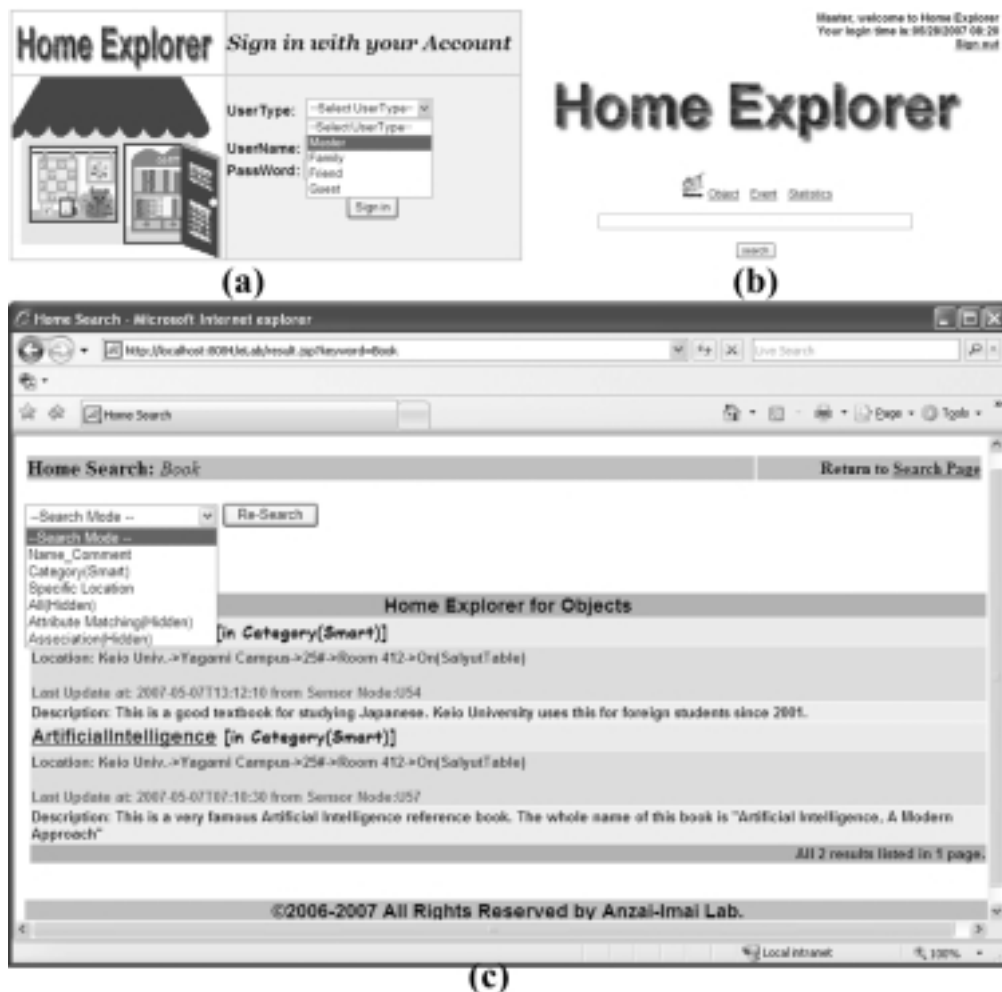 Home Explorer
Sign in with your Account
UserType: --Select UserType--
--Select UserType--
Master
UserName: Family
PassWord: Friend
Guest
Sign in
(a)
Master, welcome to Home Explorer
Your login time is: 05/28/2007 08:20
Sign out
Home Explorer
Object Event Statistics
search
(b)
Home Search - Microsoft Internet explorer
Live Search
Home Search
Page Tools
Home Search: Book
Return to Search Page
--Search Mode --
Re-Search
--Search Mode --
Name_Comment
Category(Smart)
Specific Location
All(Hidden)
Attribute Matching(Hidden)
Association(Hidden)
Home Explorer for Objects
[in Category(Smart)]
Location: Keio Univ.->Yagami Campus->25#->Room 412->On(SalyutTable)
Last Update at: 2007-05-07T13:12:10 from Sensor Node:U54
Description: This is a good textbook for studying Japanese. Keio University uses this for foreign students since 2001.
ArtificialIntelligence [in Category(Smart)]
Location: Keio Univ.->Yagami Campus->25#->Room 412->On(SalyutTable)
Last Update at: 2007-05-07T07:10:30 from Sensor Node:U57
Description: This is a very famous Artificial Intelligence reference book. The whole name of this book is "Artificial Intelligence, A Modern
Approach"
All 2 results listed in 1 page.
©2006-2007 All Rights Reserved by Anzai-Imai Lab.
Local intranet
100%
(c)